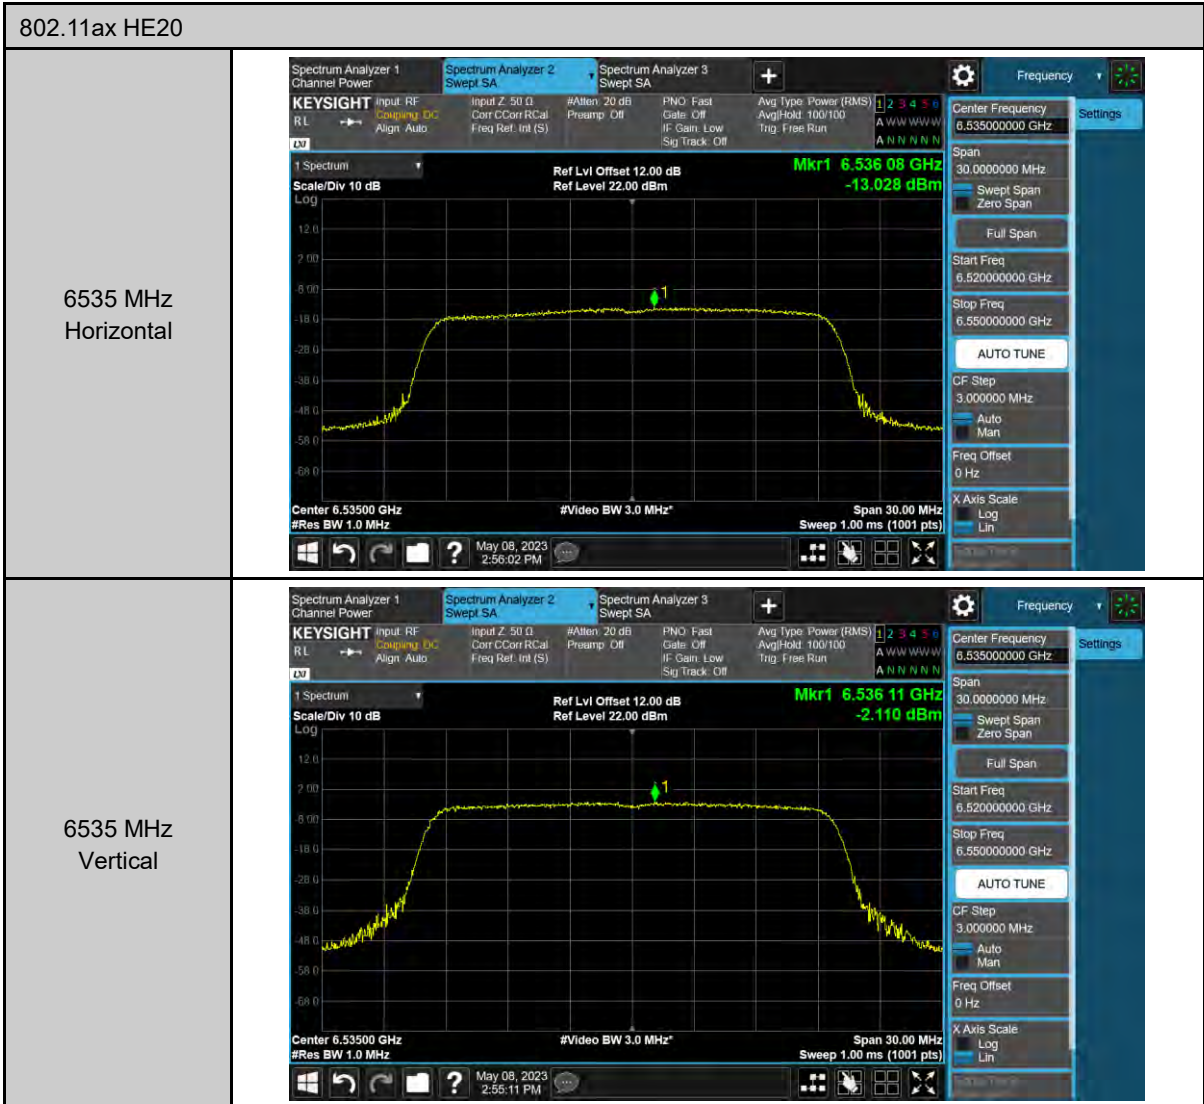 802.11ax HE20
6535 MHz
Horizontal
Spectrum Analyzer 1
Channel Power
Spectrum Analyzer 2
Swept SA
Spectrum Analyzer 3
Swept SA
Frequency
KEYSIGHT
R L
LXI
Input: RF
Coupling: DC
Align: Auto
Input Z: 50 Ω
Corr CCorr RCal
Freq Ref: Int (S)
#Atten: 20 dB
Preamp: Off
PNO: Fast
Gate: Off
IF Gain: Low
Sig Track: Off
Avg Type: Power (RMS)
Avg|Hold: 100/100
Trig: Free Run
1 2 3 4 5 6
A W W W W W
A N N N N N
1 Spectrum
Scale/Div 10 dB
Log
Ref Lvl Offset 12.00 dB
Ref Level 22.00 dBm
Mkr1 6.536 08 GHz
-13.028 dBm
12.0
2.00
-8.00
-18.0
-28.0
-38.0
-48.0
-58.0
-68.0
1
Center 6.53500 GHz
#Res BW 1.0 MHz
#Video BW 3.0 MHz*
Span 30.00 MHz
Sweep 1.00 ms (1001 pts)
May 08, 2023
2:56:02 PM
Center Frequency
6.535000000 GHz
Settings
Span
30.0000000 MHz
Swept Span
Zero Span
Full Span
Start Freq
6.520000000 GHz
Stop Freq
6.550000000 GHz
AUTO TUNE
CF Step
3.000000 MHz
Auto
Man
Freq Offset
0 Hz
X Axis Scale
Log
Lin
6535 MHz
Vertical
Spectrum Analyzer 1
Channel Power
Spectrum Analyzer 2
Swept SA
Spectrum Analyzer 3
Swept SA
Frequency
KEYSIGHT
R L
LXI
Input: RF
Coupling: DC
Align: Auto
Input Z: 50 Ω
Corr CCorr RCal
Freq Ref: Int (S)
#Atten: 20 dB
Preamp: Off
PNO: Fast
Gate: Off
IF Gain: Low
Sig Track: Off
Avg Type: Power (RMS)
Avg|Hold: 100/100
Trig: Free Run
1 2 3 4 5 6
A W W W W W
A N N N N N
1 Spectrum
Scale/Div 10 dB
Log
Ref Lvl Offset 12.00 dB
Ref Level 22.00 dBm
Mkr1 6.536 11 GHz
-2.110 dBm
12.0
2.00
-8.00
-18.0
-28.0
-38.0
-48.0
-58.0
-68.0
1
Center 6.53500 GHz
#Res BW 1.0 MHz
#Video BW 3.0 MHz*
Span 30.00 MHz
Sweep 1.00 ms (1001 pts)
May 08, 2023
2:55:11 PM
Center Frequency
6.535000000 GHz
Settings
Span
30.0000000 MHz
Swept Span
Zero Span
Full Span
Start Freq
6.520000000 GHz
Stop Freq
6.550000000 GHz
AUTO TUNE
CF Step
3.000000 MHz
Auto
Man
Freq Offset
0 Hz
X Axis Scale
Log
Lin